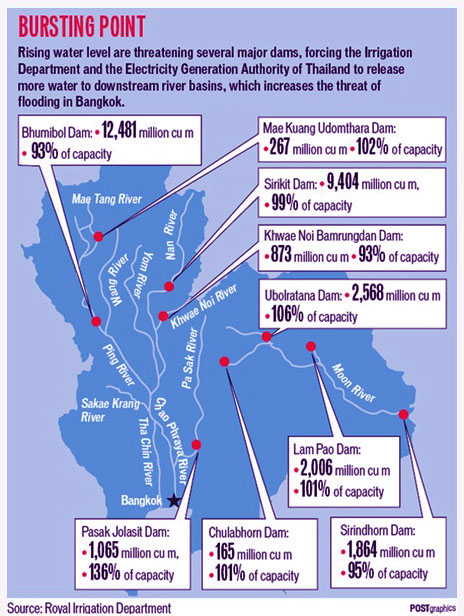 BURSTING POINT
Rising water level are threatening several major dams, forcing the Irrigation
Department and the Electricity Generation Authority of Thailand to release
more water to downstream river basins, which increases the threat of
flooding in Bangkok.
Bhumibol Dam: • 12,481 million cu m
• 93% of capacity
Mae Kuang Udomthara Dam:
• 267 million cu m • 102% of capacity
Sirikit Dam: • 9,404 million cu m,
• 99% of capacity
Khwae Noi Bamrungdan Dam:
• 873 million cu m • 93% of capacity
Ubolratana Dam: • 2,568 million cu m
• 106% of capacity
Mae Tang River
Wang River
Yom River
Nan River
Khwae Noi River
Ping River
Pa Sak River
Moon River
Sakae Krang
River
Tha Chin River
Chao Phraya River
Bangkok
Lam Pao Dam:
• 2,006 million cu m
• 101% of capacity
Pasak Jolasit Dam:
• 1,065 million cu m,
• 136% of capacity
Chulabhorn Dam:
• 165 million cu m
• 101% of capacity
Sirindhorn Dam:
• 1,864 million cu m
• 95% of capacity
Source: Royal Irrigation Department
POSTgraphics